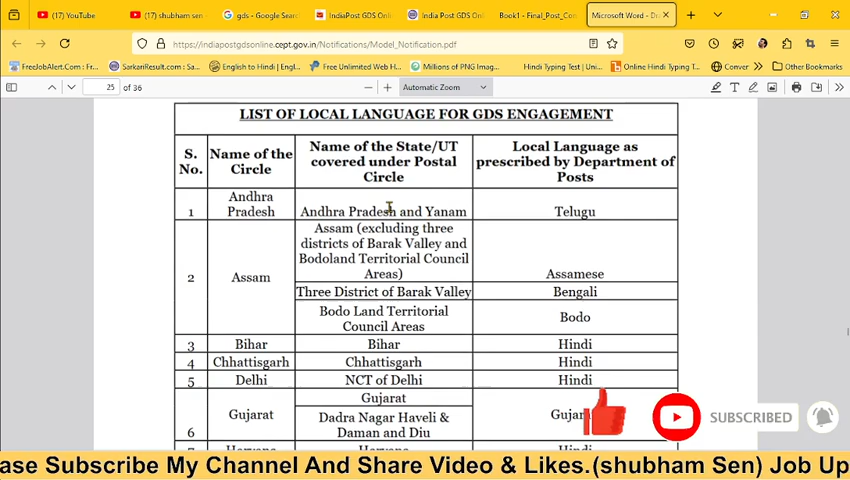 (17) YouTube
(17) shubham sen -
gds - Google Searc
IndiaPost GDS Onlin
India Post GDS Onli
Book1 - Final_Post_Con
Microsoft Word - Do
https://indiapostgdsonline.cept.gov.in/Notifications/Model_Notification.pdf
FreeJobAlert.Com : Free
SarkariResult.com : Sar
English to Hindi | Engl
Free Unlimited Web H
Millions of PNG Imag
Hindi Typing Test | Uni
Online Hindi Typing Te
Conver
Other Bookmarks
25
of 36
Automatic Zoom
LIST OF LOCAL LANGUAGE FOR GDS ENGAGEMENT
S. No.
Name of the Circle
Name of the State/UT
covered under Postal
Circle
Local Language as
prescribed by Department of
Posts
1
Andhra
Pradesh
Andhra Pradesh and Yanam
Telugu
2
Assam
Assam (excluding three
districts of Barak Valley and
Bodoland Territorial Council
Areas)
Assamese
Three District of Barak Valley
Bengali
Bodo Land Territorial
Council Areas
Bodo
3 Bihar Bihar Hindi
4 Chhattisgarh Chhattisgarh Hindi
5 Delhi NCT of Delhi Hindi
6
Gujarat
Gujarat
Dadra Nagar Haveli &
Daman and Diu
SUBSCRIBED
ase Subscribe My Channel And Share Video & Likes.(shubham Sen) Job Up